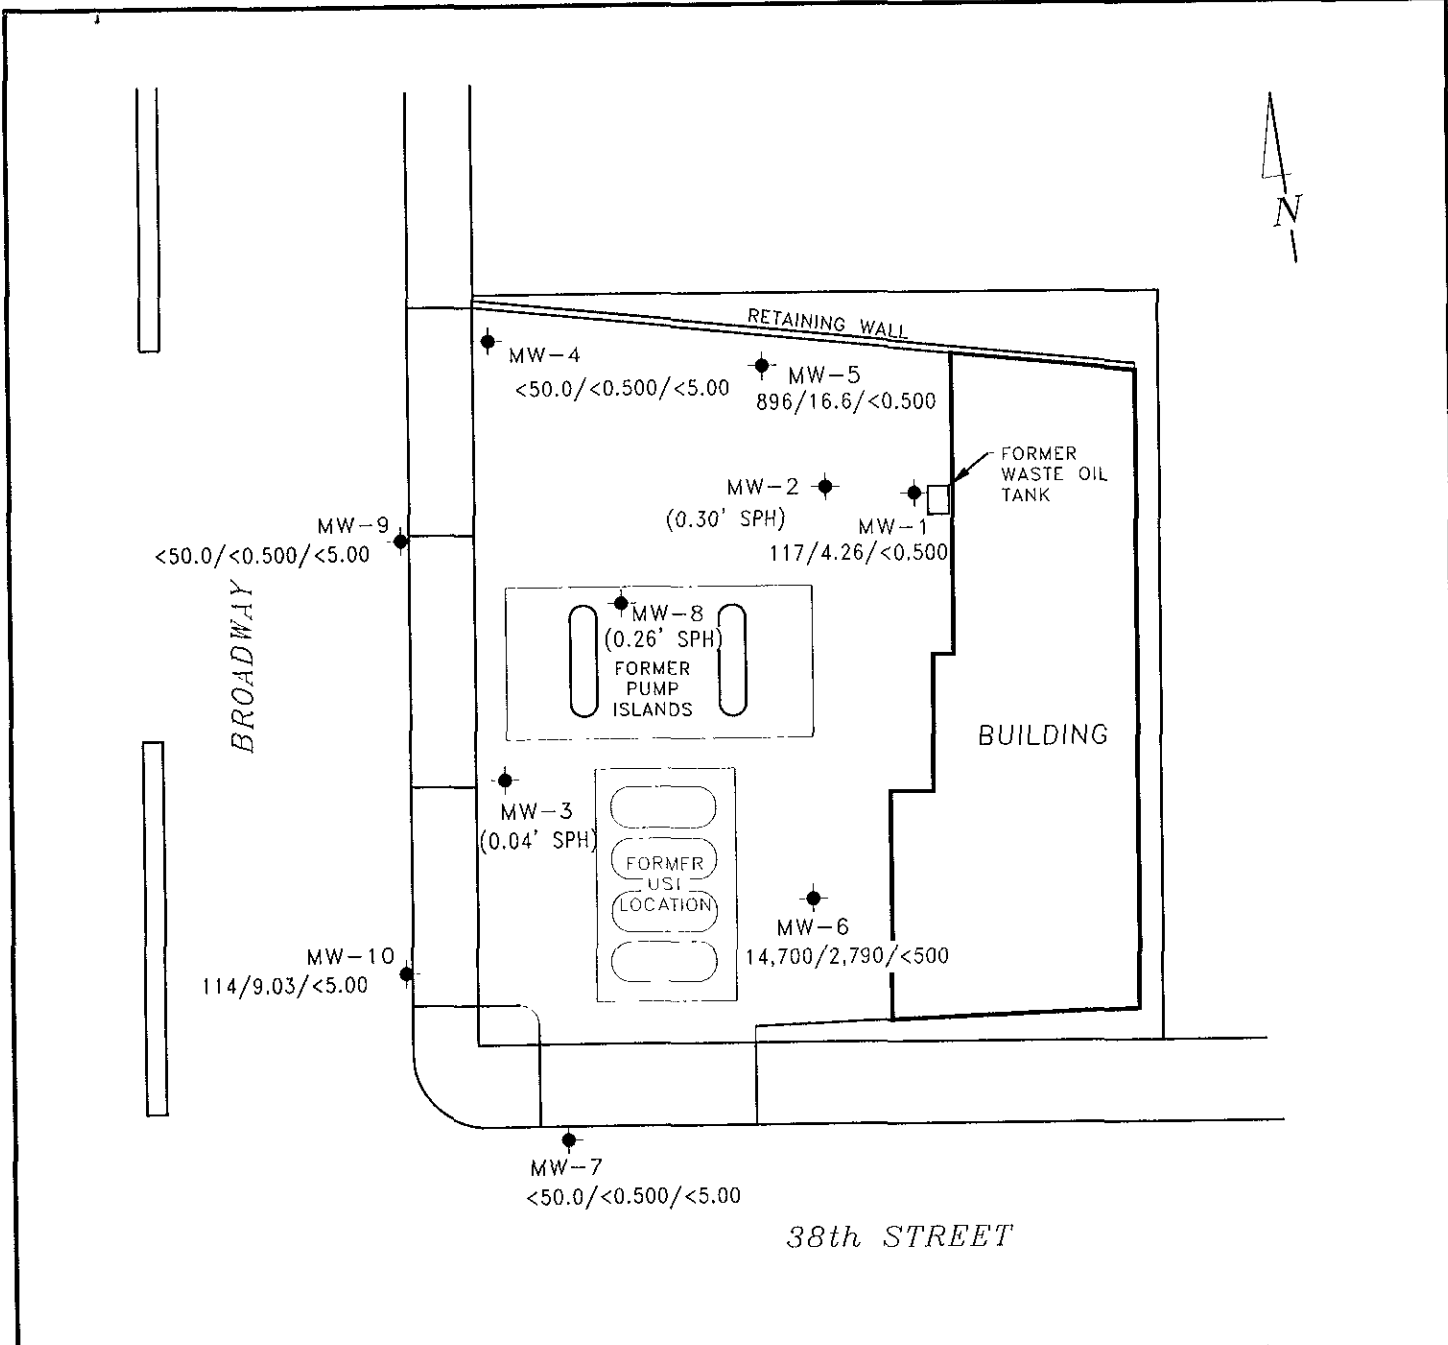 N
RETAINING WALL
MW-4
<50.0/<0.500/<5.00
MW-5
896/16.6/<0.500
FORMER
WASTE OIL
TANK
MW-2
(0.30' SPH)
MW-1
117/4.26/<0.500
MW-9
<50.0/<0.500/<5.00
BROADWAY
MW-8
(0.26' SPH)
FORMER
PUMP
ISLANDS
BUILDING
MW-3
(0.04' SPH)
FORMER
UST
LOCATION
MW-6
14,700/2,790/<500
MW-10
114/9.03/<5.00
MW-7
<50.0/<0.500/<5.00
38th STREET